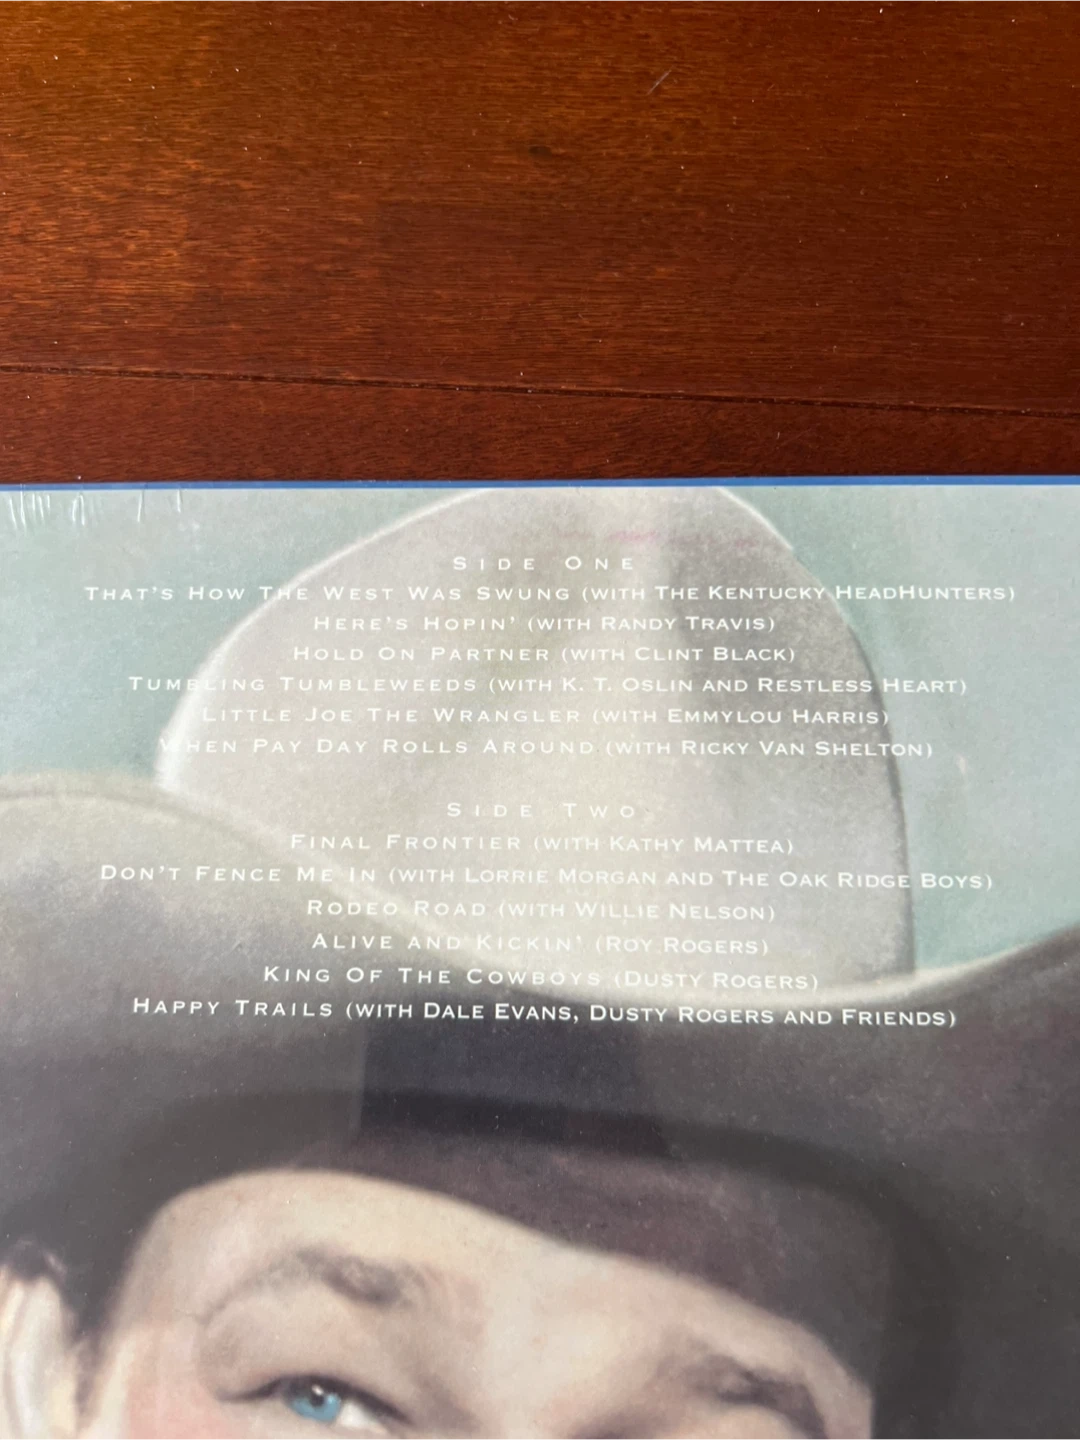 Side One
That's How The West Was Swung (with The Kentucky HeadHunters)
Here's Hopin' (with Randy Travis)
Hold On Partner (with Clint Black)
Tumbling Tumbleweeds (with K. T. Oslin and Restless Heart)
Little Joe The Wrangler (with Emmylou Harris)
When Pay Day Rolls Around (with Ricky Van Shelton)
Side Two
Final Frontier (with Kathy Mattea)
Don't Fence Me In (with Lorrie Morgan and The Oak Ridge Boys)
Rodeo Road (with Willie Nelson)
Alive and Kickin' (Roy Rogers)
King Of The Cowboys (Dusty Rogers)
Happy Trails (with Dale Evans, Dusty Rogers and Friends)